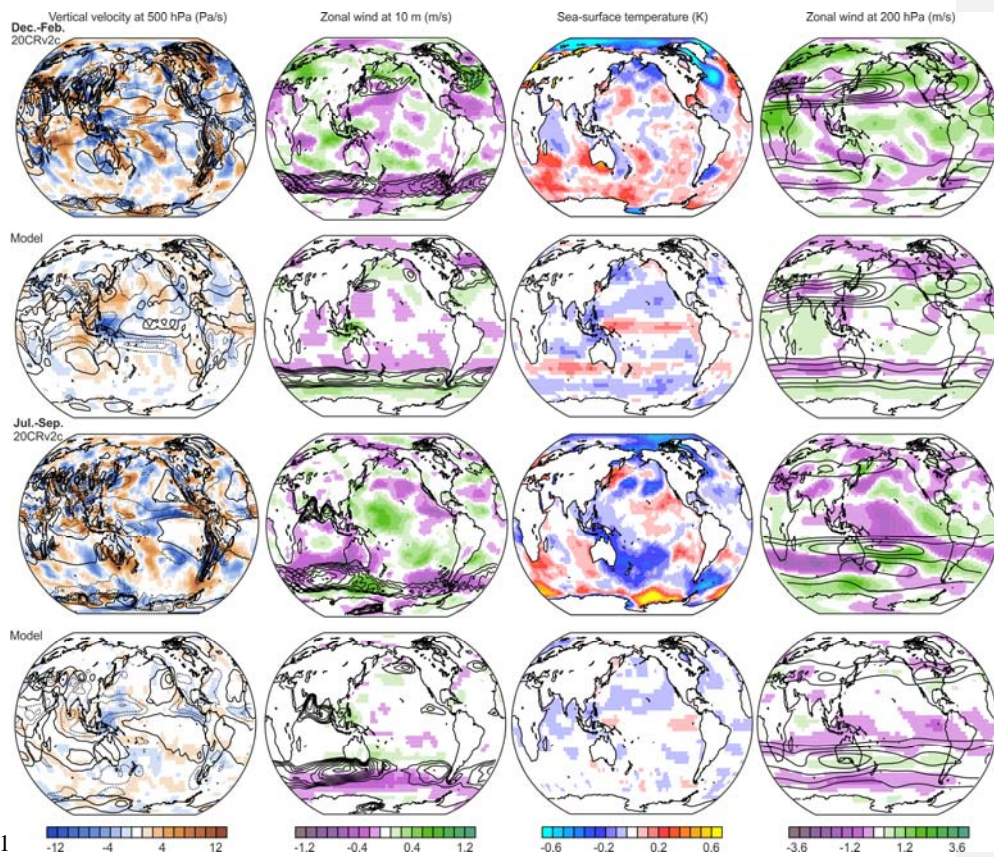 Vertical velocity at 500 hPa (Pa/s) Zonal wind at 10 m (m/s) Sea-surface temperature (K) Zonal wind at 200 hPa (m/s)
Dec.-Feb.
20CRv2c
Model
Jul.-Sep.
20CRv2c
Model
1
-12 -4 4 12 -1.2 -0.4 0.4 1.2 -0.6 -0.2 0.2 0.6 -3.6 -1.2 1.2 3.6